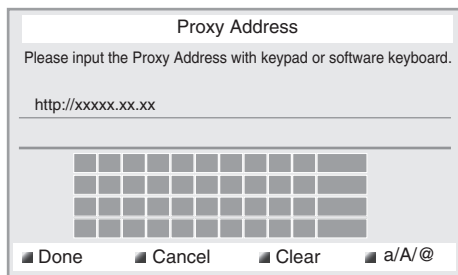 Proxy Address
Please input the Proxy Address with keypad or software keyboard.
http://xxxxx.xx.xx
Done Cancel Clear a/A/@